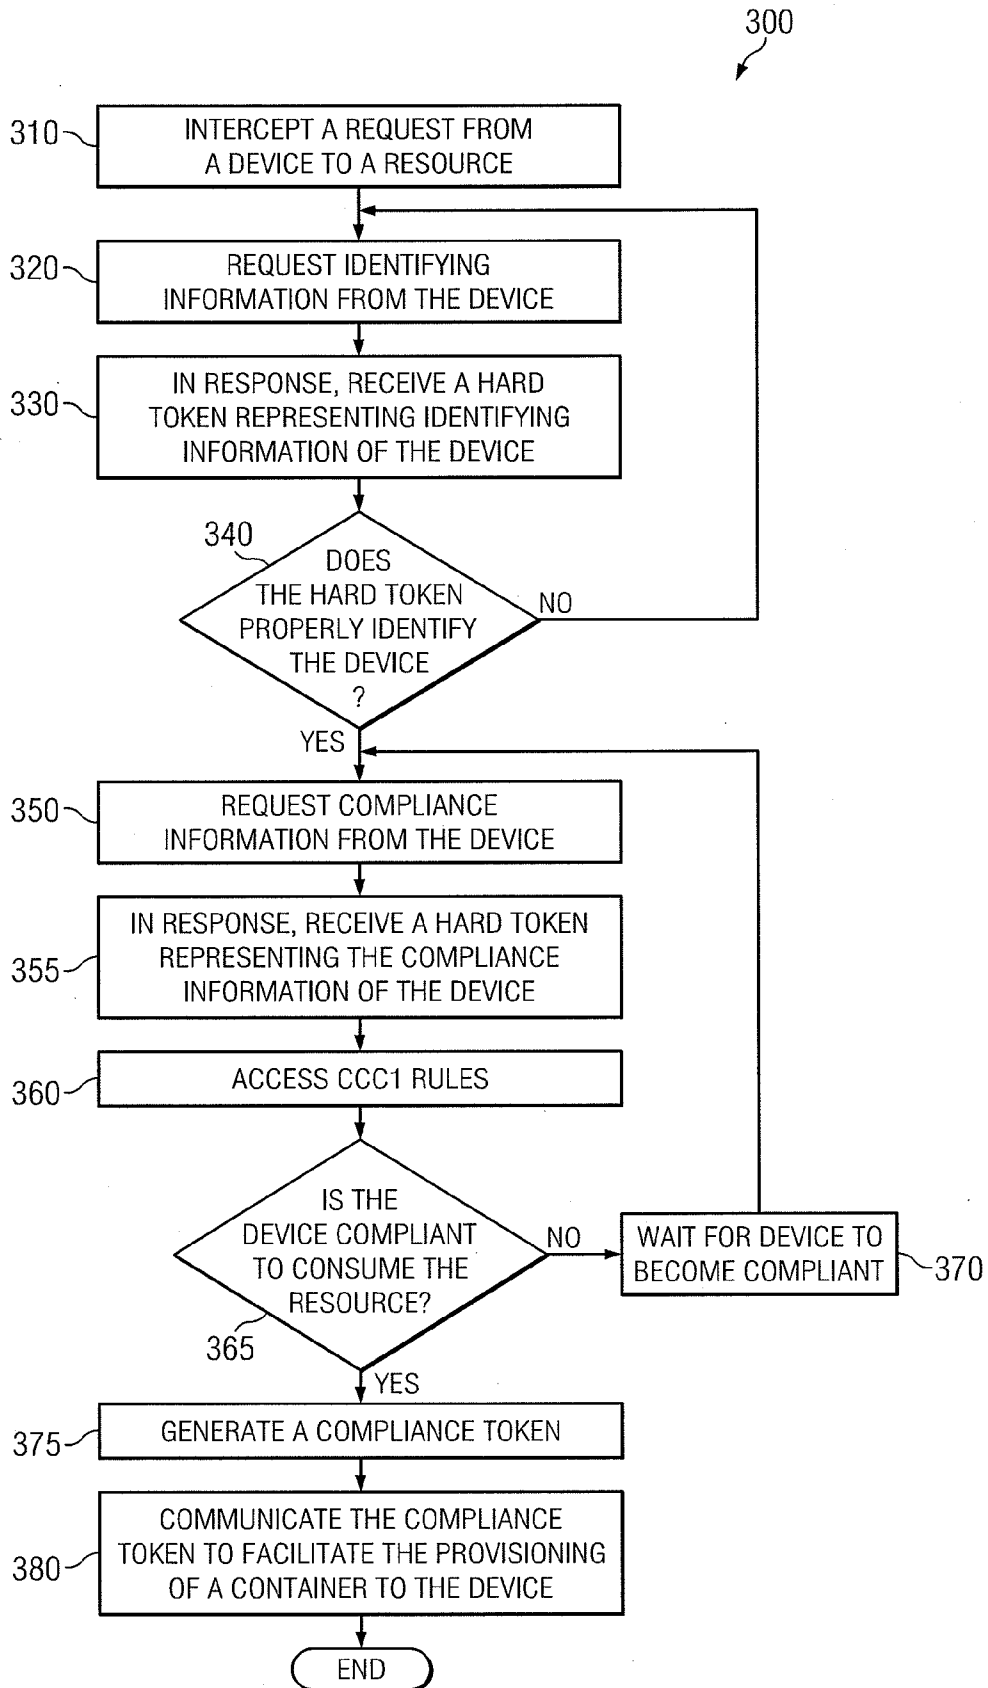 300
310
INTERCEPT A REQUEST FROM
A DEVICE TO A RESOURCE
320
REQUEST IDENTIFYING
INFORMATION FROM THE DEVICE
330
IN RESPONSE, RECEIVE A HARD
TOKEN REPRESENTING IDENTIFYING
INFORMATION OF THE DEVICE
340
DOES
THE HARD TOKEN
PROPERLY IDENTIFY
THE DEVICE
?
NO
YES
350
REQUEST COMPLIANCE
INFORMATION FROM THE DEVICE
355
IN RESPONSE, RECEIVE A HARD TOKEN
REPRESENTING THE COMPLIANCE
INFORMATION OF THE DEVICE
360
ACCESS CCC1 RULES
IS THE
DEVICE COMPLIANT
TO CONSUME THE
RESOURCE?
365
NO
WAIT FOR DEVICE TO
BECOME COMPLIANT
370
YES
375
GENERATE A COMPLIANCE TOKEN
380
COMMUNICATE THE COMPLIANCE
TOKEN TO FACILITATE THE PROVISIONING
OF A CONTAINER TO THE DEVICE
END